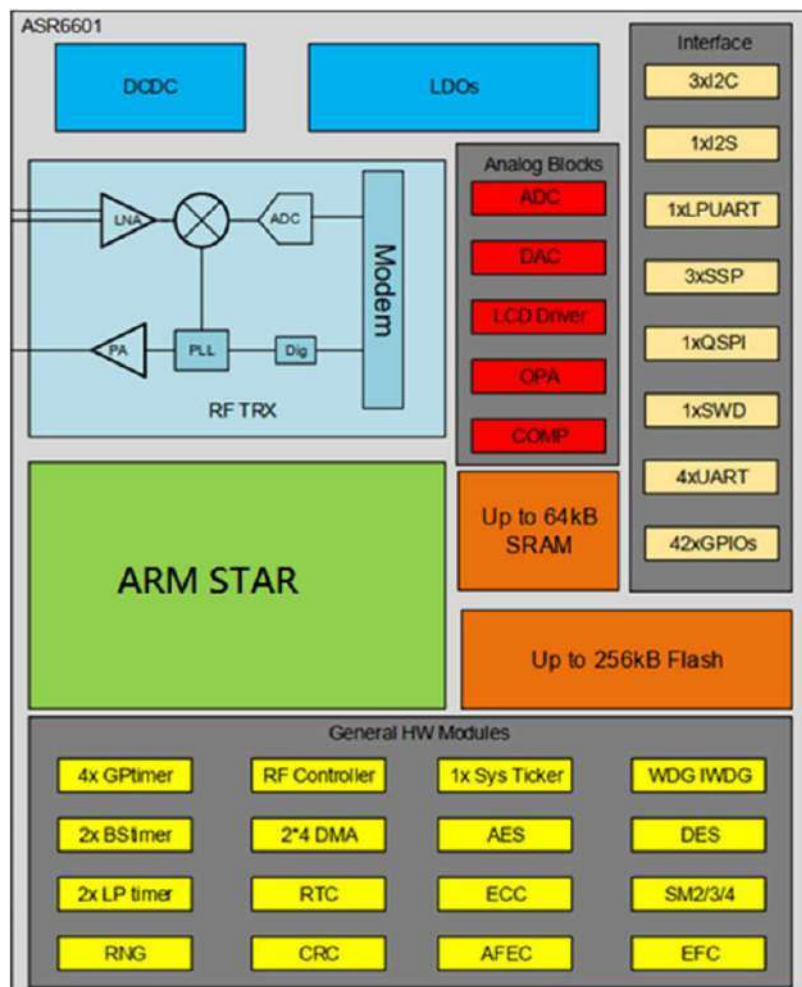 ASR6601
DCDC
LDOs
Interface
3xI2C
1xI2S
1xLPUART
3xSSP
1xQSPI
1xSWD
4xUART
42xGPIOs
LNA
ADC
Modem
PA
PLL
Dig
RF TRX
Analog Blocks
ADC
DAC
LCD Driver
OPA
COMP
ARM STAR
Up to 64kB
SRAM
Up to 256kB Flash
General HW Modules
4x GPtimer
RF Controller
1x Sys Ticker
WDG IWDG
2x BStimer
2*4 DMA
AES
DES
2x LP timer
RTC
ECC
SM2/3/4
RNG
CRC
AFEC
EFC